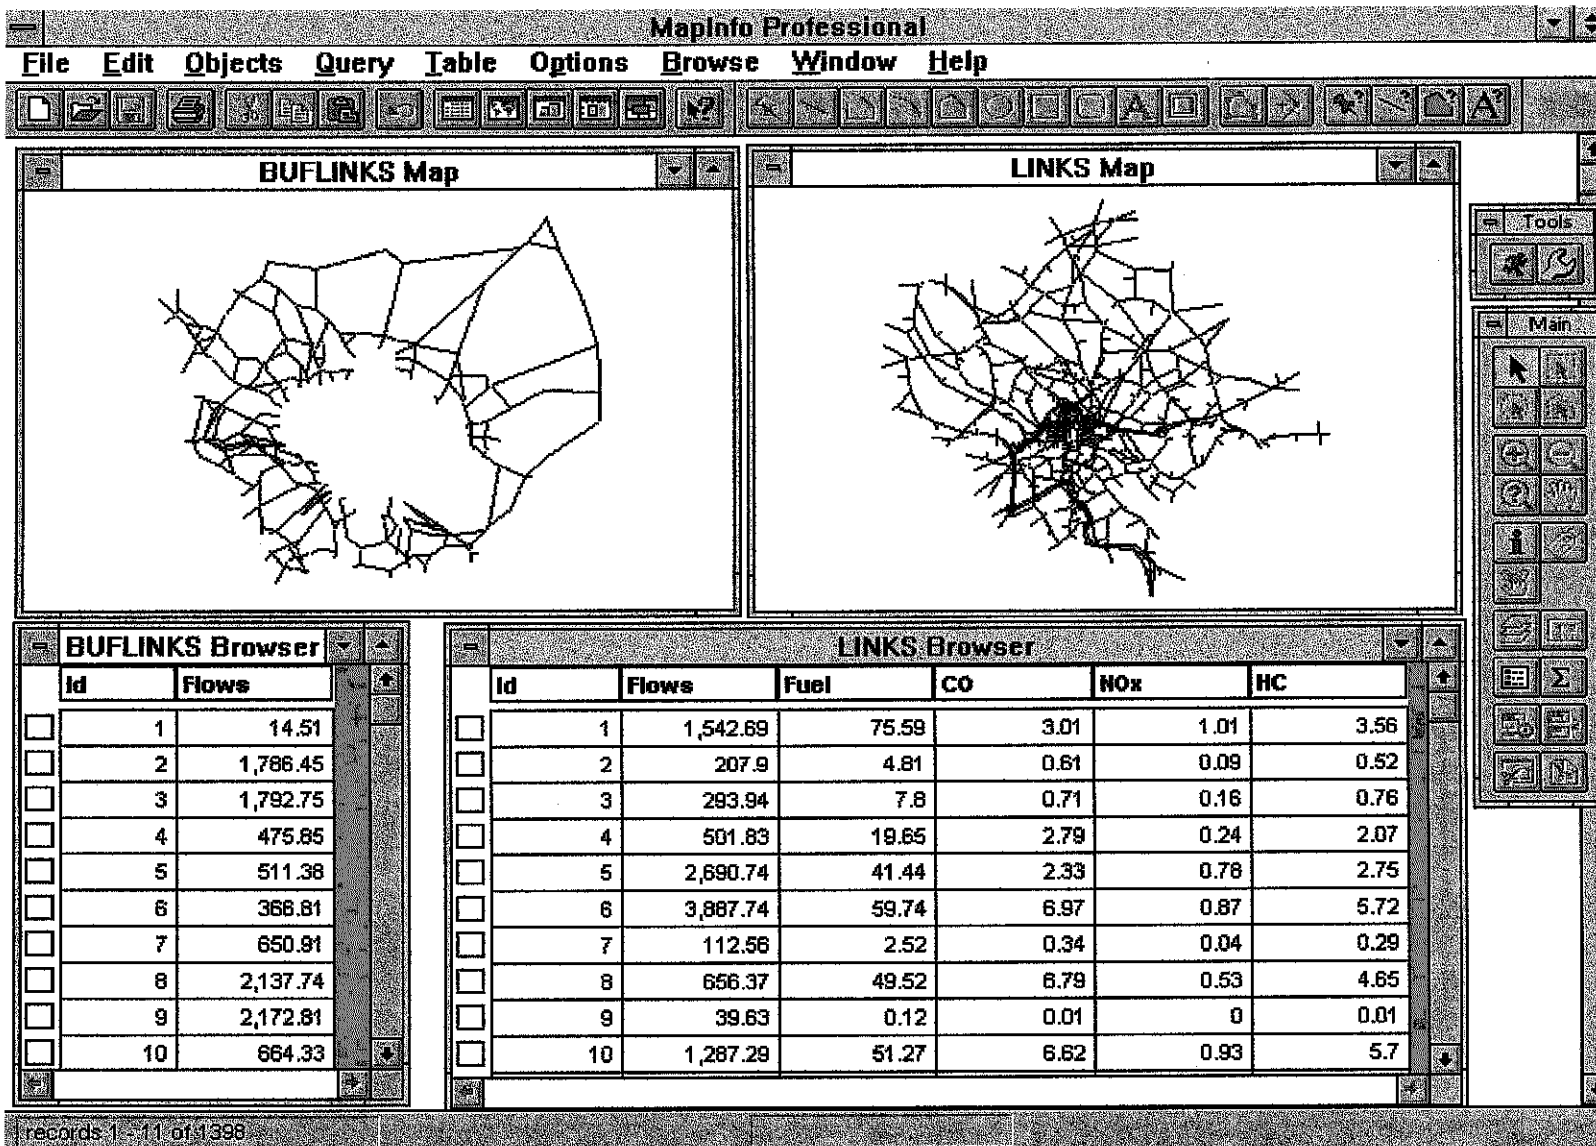 MapInfo Professional
File Edit Objects Query Table Options Browse Window Help
BUFLINKS Map
LINKS Map
Tools
Main
BUFLINKS Browser
Id Flows
1 14.51
2 1,786.45
3 1,792.75
4 475.85
5 511.38
6 366.81
7 650.91
8 2,137.74
9 2,172.81
10 664.33
LINKS Browser
Id Flows Fuel CO NOx HC
1 1,542.69 75.59 3.01 1.01 3.56
2 207.9 4.81 0.61 0.09 0.52
3 293.94 7.8 0.71 0.16 0.76
4 501.83 19.65 2.79 0.24 2.07
5 2,690.74 41.44 2.33 0.78 2.75
6 3,887.74 59.74 6.97 0.87 5.72
7 112.56 2.52 0.34 0.04 0.29
8 656.37 49.52 6.79 0.53 4.65
9 39.63 0.12 0.01 0 0.01
10 1,287.29 51.27 6.62 0.93 5.7
records 1 - 11 of 1398